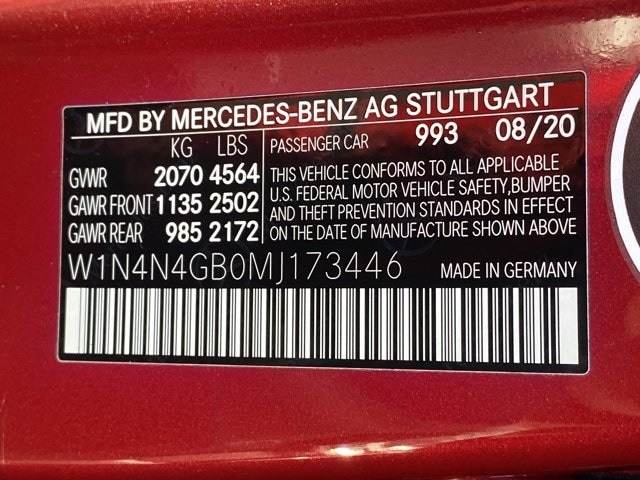 MFD BY MERCEDES-BENZ AG STUTTGART
KG LBS PASSENGER CAR 993 08/20
GVWR 2070 4564
GAWR FRONT 1135 2502
GAWR REAR 985 2172
THIS VEHICLE CONFORMS TO ALL APPLICABLE
U.S. FEDERAL MOTOR VEHICLE SAFETY,BUMPER
AND THEFT PREVENTION STANDARDS IN EFFECT
ON THE DATE OF MANUFACTURE SHOWN ABOVE
W1N4N4GB0MJ173446 MADE IN GERMANY